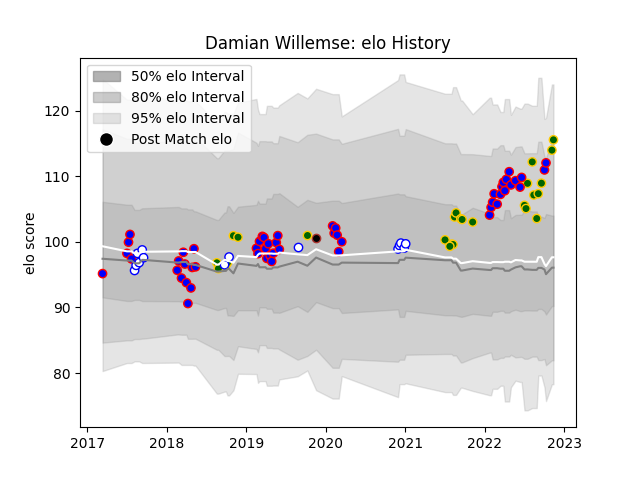 Damian Willemse: elo History
50% elo Interval
80% elo Interval
95% elo Interval
Post Match elo
elo score
120
110
100
90
80
2017 2018 2019 2020 2021 2022 2023